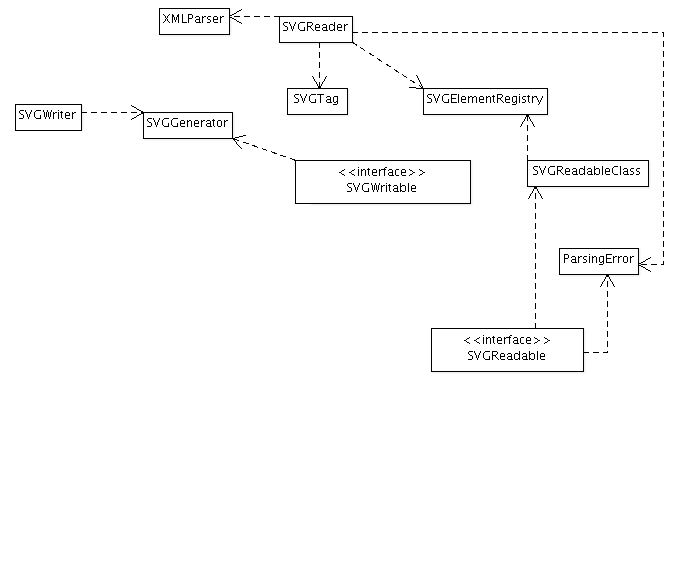 XMLParser
SVGReader
SVGTag
SVGElementRegistry
SVGWriter
SVGGenerator
<<interface>>
SVGWritable
SVGReadableClass
ParsingError
<<interface>>
SVGReadable